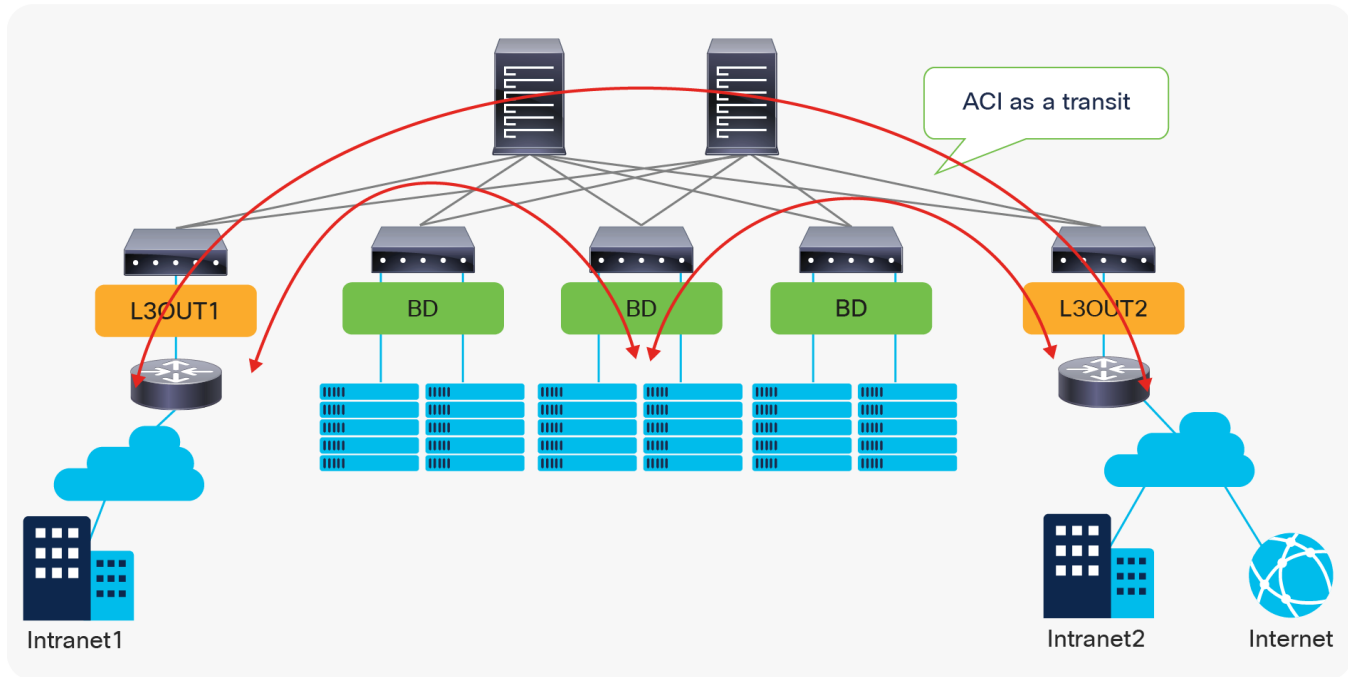 ACI as a transit
L3OUT1
BD
BD
BD
L3OUT2
Intranet1
Intranet2
Internet